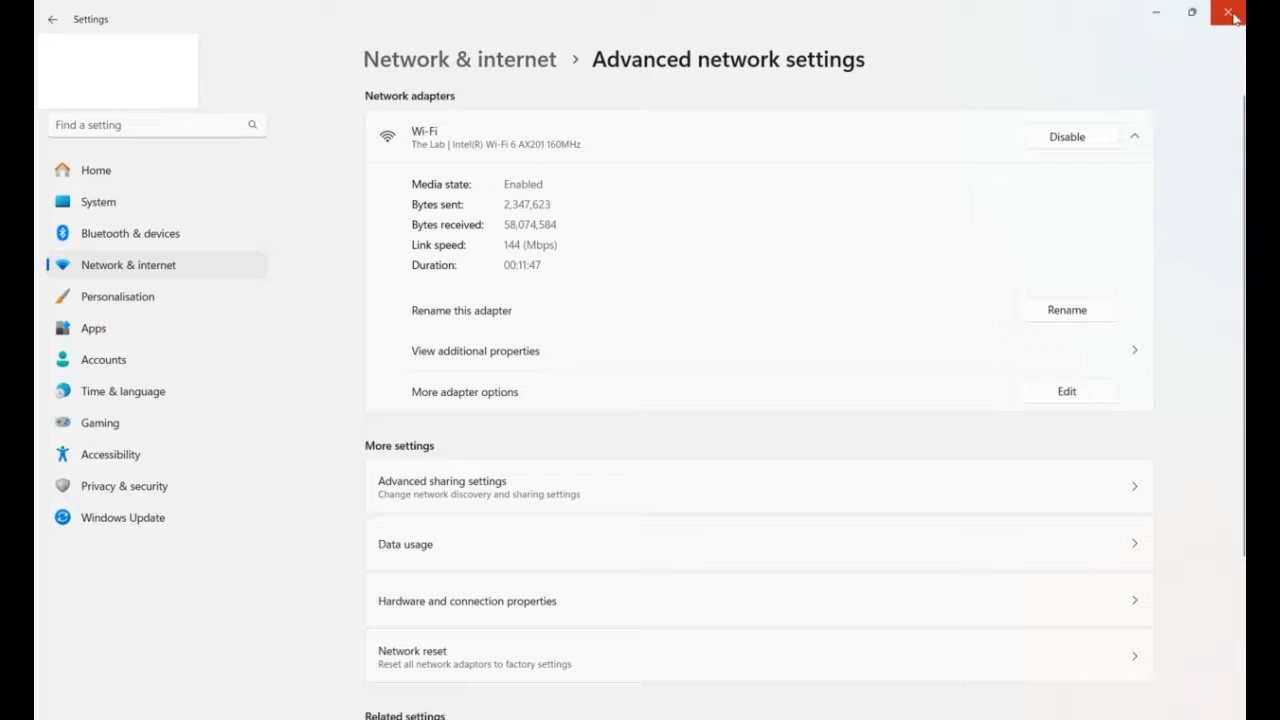 Settings
Network & internet › Advanced network settings
Find a setting
Home
System
Bluetooth & devices
Network & internet
Personalisation
Apps
Accounts
Time & language
Gaming
Accessibility
Privacy & security
Windows Update
Network adapters
Wi-Fi
The Lab | Intel(R) Wi-Fi 6 AX201 160MHz
Disable
Media state: Enabled
Bytes sent: 2,347,623
Bytes received: 58,074,584
Link speed: 144 (Mbps)
Duration: 00:11:47
Rename this adapter
Rename
View additional properties
More adapter options
Edit
More settings
Advanced sharing settings
Change network discovery and sharing settings
Data usage
Hardware and connection properties
Network reset
Reset all network adaptors to factory settings
Related settings